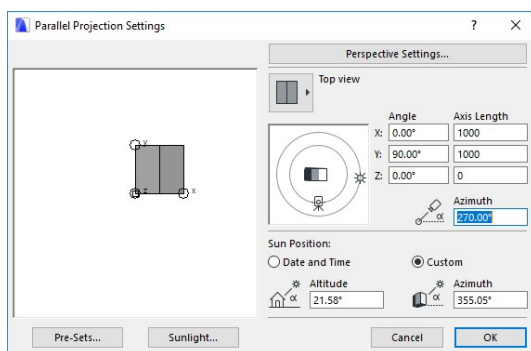 Parallel Projection Settings
?
Perspective Settings...
Top view
Angle Axis Length
X: 0.00° 1000
Y: 90.00° 1000
Z: 0.00° 0
Azimuth
α 270.00°
Sun Position:
Date and Time Custom
Altitude Azimuth
α 21.58° α 355.05°
y
z x
Pre-Sets... Sunlight... Cancel OK